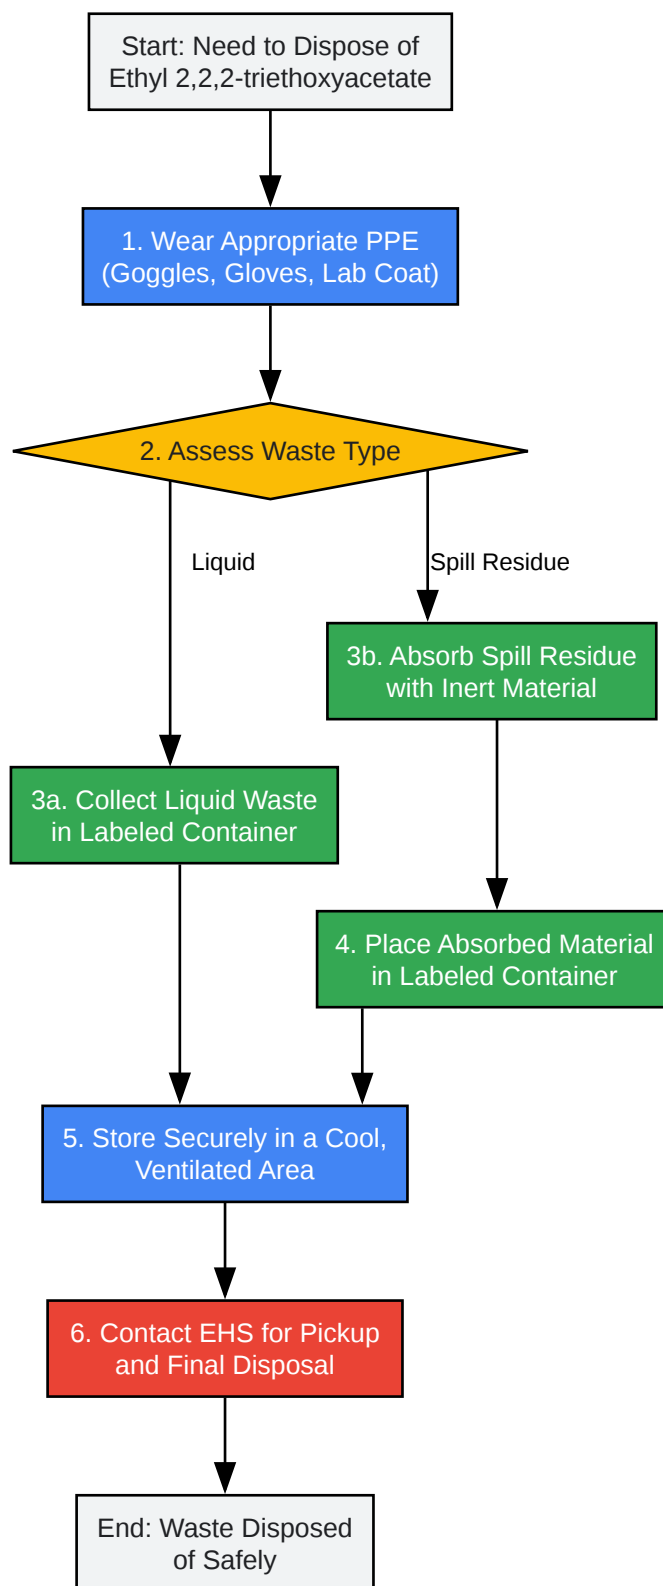 Start: Need to Dispose of
Ethyl 2,2,2-triethoxyacetate
1. Wear Appropriate PPE
(Goggles, Gloves, Lab Coat)
2. Assess Waste Type
Liquid
Spill Residue
3b. Absorb Spill Residue
with Inert Material
3a. Collect Liquid Waste
in Labeled Container
4. Place Absorbed Material
in Labeled Container
5. Store Securely in a Cool,
Ventilated Area
6. Contact EHS for Pickup
and Final Disposal
End: Waste Disposed
of Safely